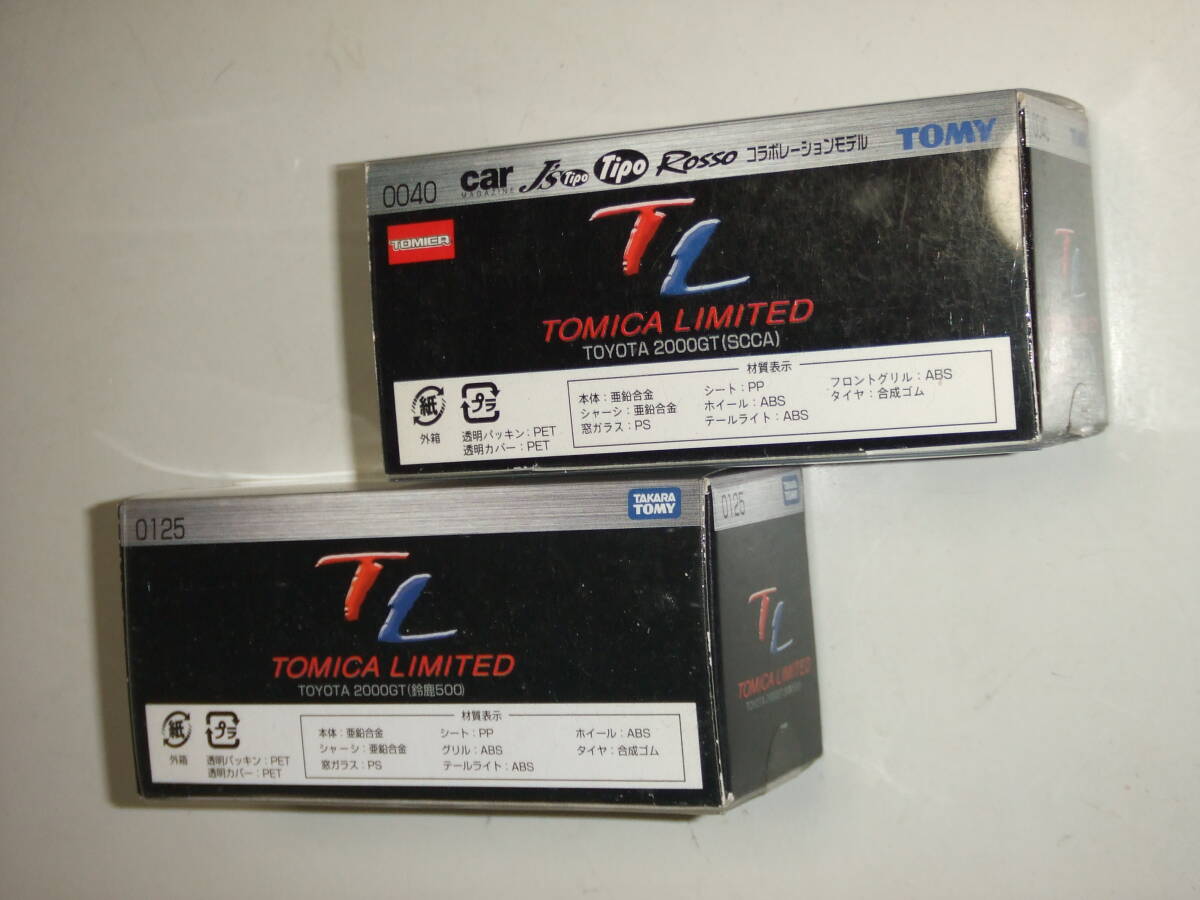 0040 car MAGAZINE J's Tipo Tipo Rosso コラボレーションモデル TOMY
TOMICA
TL
TOMICA LIMITED
TOYOTA 2000GT(SCCA)
材質表示
本体：亜鉛合金 シート：PP フロントグリル：ABS
シャーシ：亜鉛合金 ホイール：ABS タイヤ：合成ゴム
窓ガラス：PS テールライト：ABS
紙 プラ
外箱 透明パッキン：PET
透明カバー：PET
TL
0125 TAKARA TOMY
TL
TOMICA LIMITED
TOYOTA 2000GT(鈴鹿500)
材質表示
本体：亜鉛合金 シート：PP ホイール：ABS
シャーシ：亜鉛合金 グリル：ABS タイヤ：合成ゴム
窓ガラス：PS テールライト：ABS
紙 プラ
外箱 透明パッキン：PET
透明カバー：PET
0125 TAKARA TOMY
TL
TOMICA LIMITED